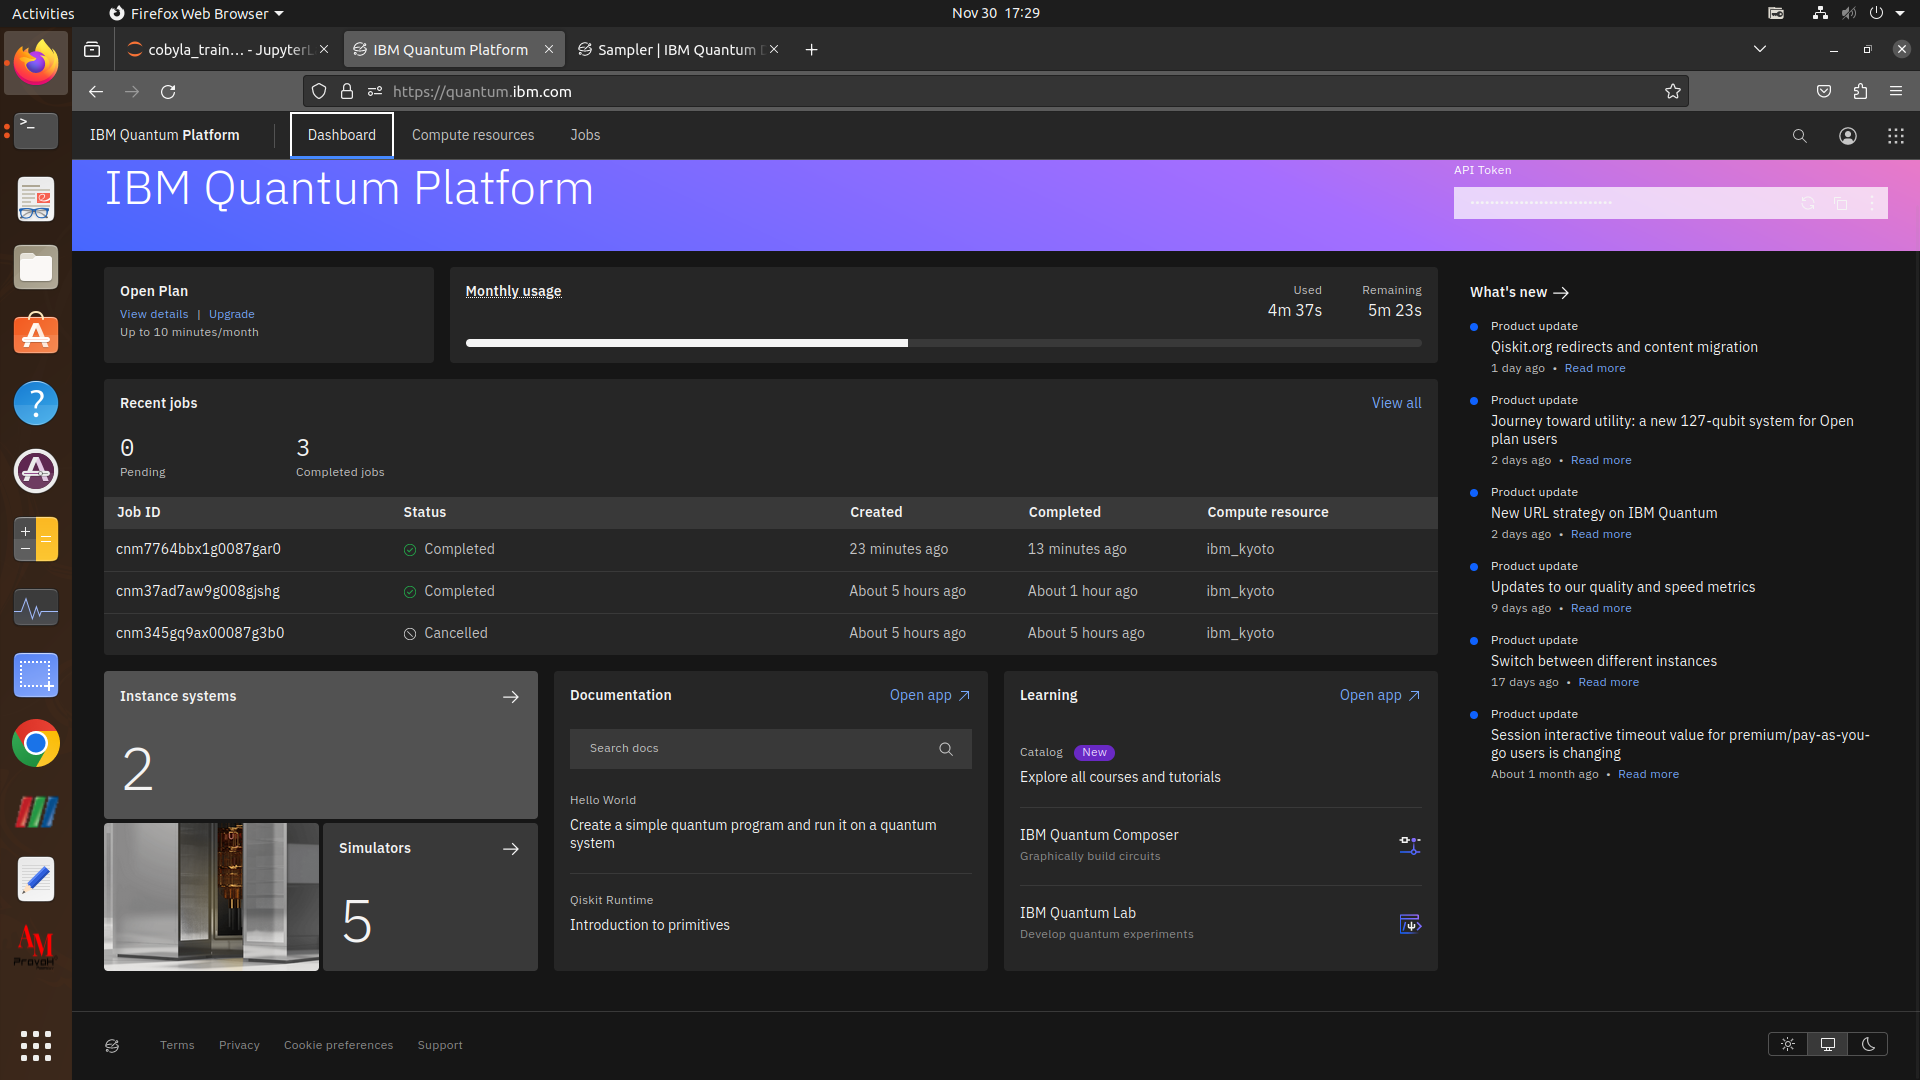 Activities
Firefox Web Browser
Nov 30 17:29
cobyla_train... - JupyterL
IBM Quantum Platform
Sampler | IBM Quantum D
https://quantum.ibm.com
IBM Quantum Platform
Dashboard
Compute resources
Jobs
IBM Quantum Platform
API Token
Open Plan
View details | Upgrade
Up to 10 minutes/month
Monthly usage
Used
4m 37s
Remaining
5m 23s
Recent jobs
View all
0
Pending
3
Completed jobs
Job ID Status Created Completed Compute resource
cnm7764bbx1g0087gar0 Completed 23 minutes ago 13 minutes ago ibm_kyoto
cnm37ad7aw9g008gjshg Completed About 5 hours ago About 1 hour ago ibm_kyoto
cnm345gq9ax00087g3b0 Cancelled About 5 hours ago About 5 hours ago ibm_kyoto
Instance systems
2
Simulators
5
Documentation
Open app
Search docs
Hello World
Create a simple quantum program and run it on a quantum
system
Qiskit Runtime
Introduction to primitives
Learning
Open app
Catalog New
Explore all courses and tutorials
IBM Quantum Composer
Graphically build circuits
IBM Quantum Lab
Develop quantum experiments
What's new
Product update
Qiskit.org redirects and content migration
1 day ago • Read more
Product update
Journey toward utility: a new 127-qubit system for Open
plan users
2 days ago • Read more
Product update
New URL strategy on IBM Quantum
2 days ago • Read more
Product update
Updates to our quality and speed metrics
9 days ago • Read more
Product update
Switch between different instances
17 days ago • Read more
Product update
Session interactive timeout value for premium/pay-as-you-
go users is changing
About 1 month ago • Read more
AM
ProvoH
Terms
Privacy
Cookie preferences
Support